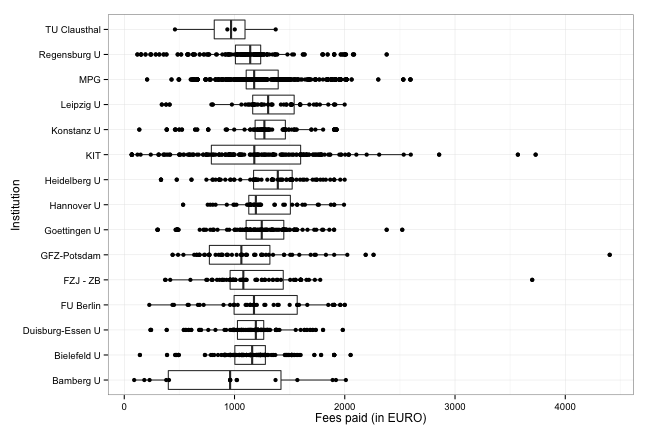 TU Clausthal
Regensburg U
MPG
Leipzig U
Konstanz U
KIT
Heidelberg U
Hannover U
Goettingen U
GFZ-Potsdam
FZJ - ZB
FU Berlin
Duisburg-Essen U
Bielefeld U
Bamberg U
Institution
0 1000 2000 3000 4000
Fees paid (in EURO)